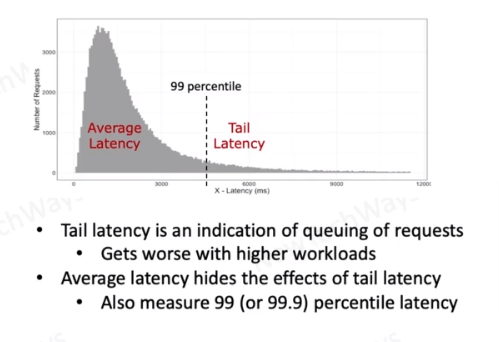 3000
2000
1000
0
Number of Requests
99 percentile
Average
Latency
Tail
Latency
0
3000
6000
9000
12000
X - Latency (ms)
• Tail latency is an indication of queuing of requests
• Gets worse with higher workloads
• Average latency hides the effects of tail latency
• Also measure 99 (or 99.9) percentile latency